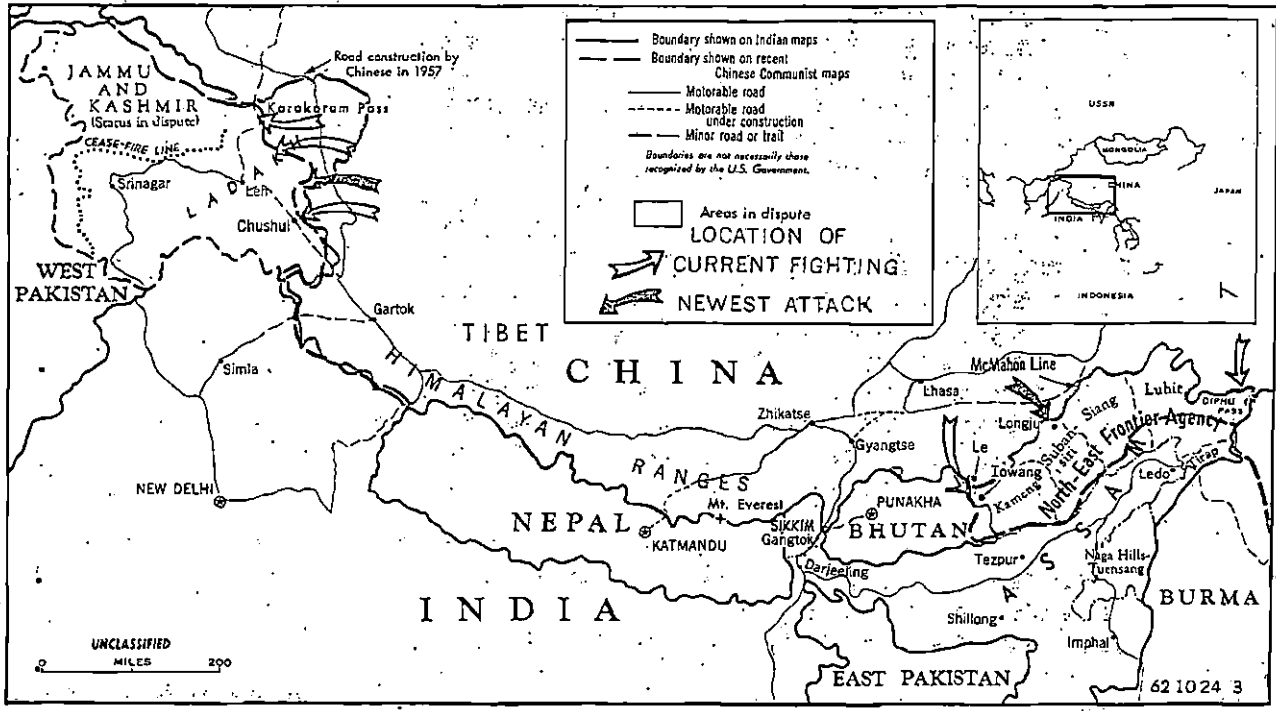 Boundary shown on Indian maps
Boundary shown on recent
Chinese Communist maps
Motorable road
Motorable road
under construction
Minor road or trail
Boundaries are not necessarily those
recognized by the U.S. Government.
Areas in dispute
LOCATION OF
CURRENT FIGHTING
NEWEST ATTACK
USSR
MONGOLIA
CHINA
JAPAN
INDIA
INDONESIA
Road construction by
Chinese in 1957
JAMMU
AND
KASHMIR
(Status in dispute)
Karakoram Pass
CEASE-FIRE LINE
Srinagar
LADA
Leh
Chushul
WEST
PAKISTAN
Gartok
TIBET
CHINA
Simla
HIMALAYAN
RANGES
NEW DELHI
Zhikatse
Lhasa
Gyangtse
McMahon Line
Longju
Le
Towang
Kameng
Suban-
siri
Siang
Luhit
DIPHU
PASS
North-East Frontier Agency
Tirap
Ledo
NEPAL
Mt. Everest
KATMANDU
SIKKIM
Gangtok
Darjeeling
PUNAKHA
BHUTAN
Tezpur
ASSAM
Naga Hills-
Tuensang
Shillong
Imphal
BURMA
INDIA
EAST PAKISTAN
UNCLASSIFIED
0 MILES 200
62 10 24 3